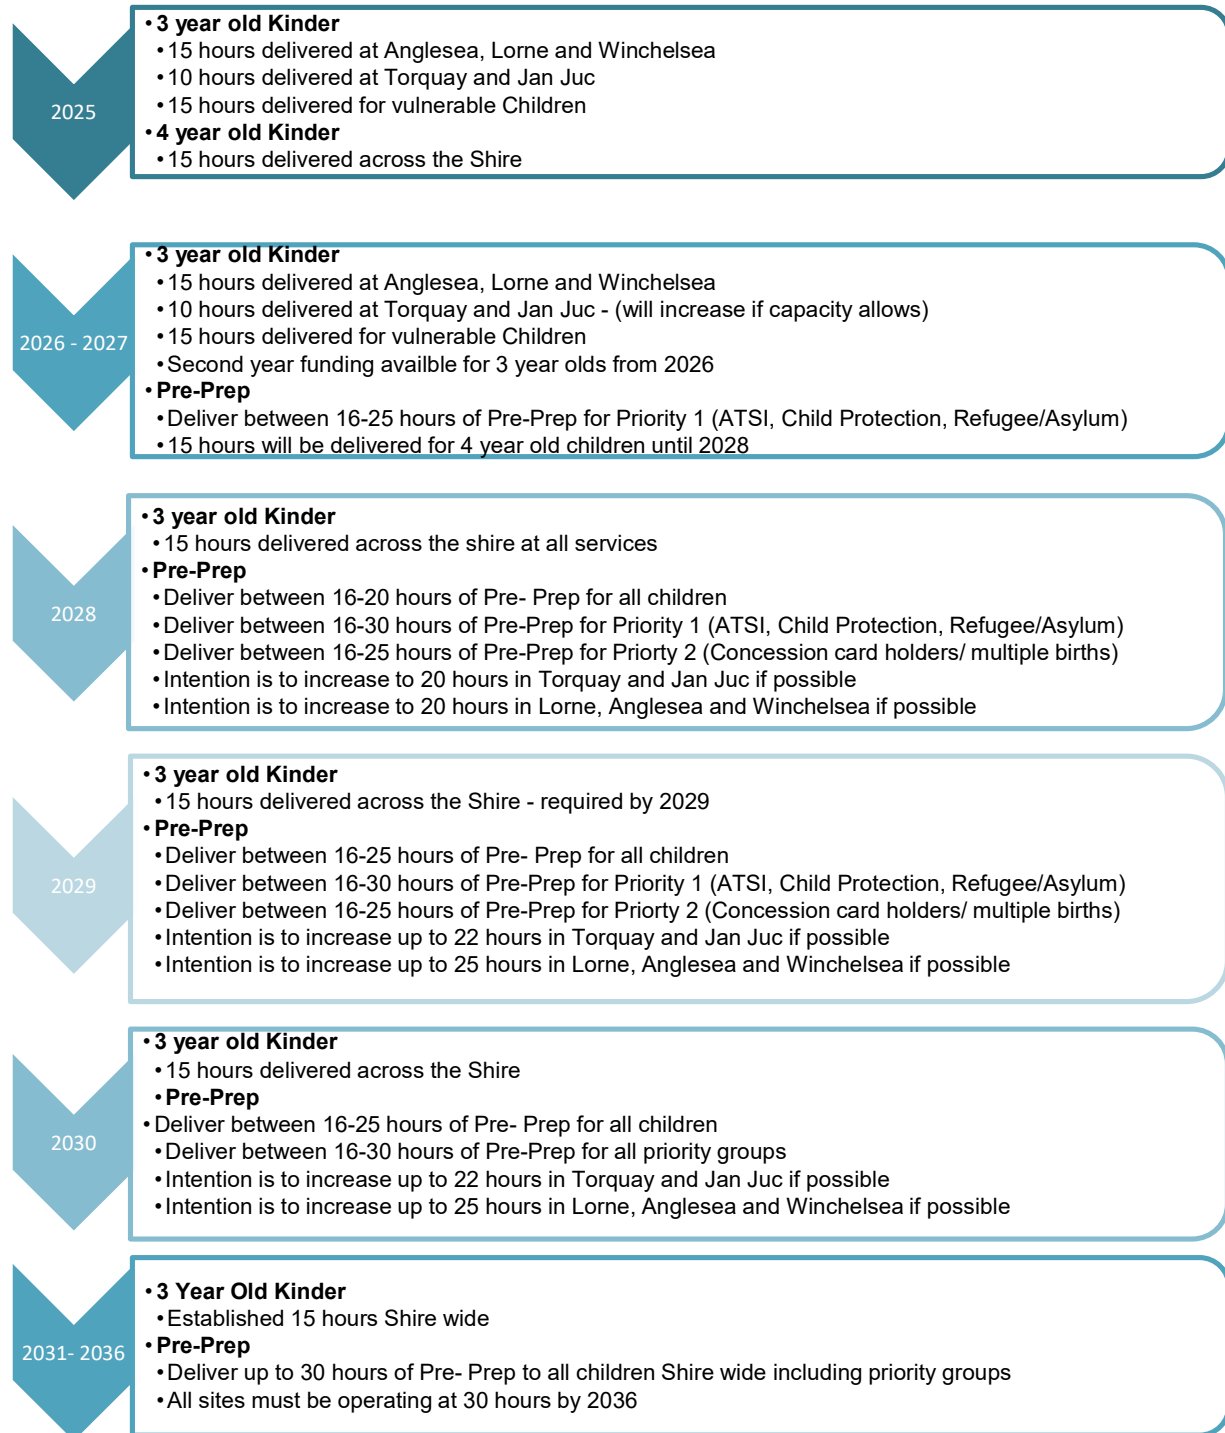 2025
• 3 year old Kinder
• 15 hours delivered at Anglesea, Lorne and Winchelsea
• 10 hours delivered at Torquay and Jan Juc
• 15 hours delivered for vulnerable Children
• 4 year old Kinder
• 15 hours delivered across the Shire
2026 - 2027
• 3 year old Kinder
• 15 hours delivered at Anglesea, Lorne and Winchelsea
• 10 hours delivered at Torquay and Jan Juc - (will increase if capacity allows)
• 15 hours delivered for vulnerable Children
• Second year funding availble for 3 year olds from 2026
• Pre-Prep
• Deliver between 16-25 hours of Pre-Prep for Priority 1 (ATSI, Child Protection, Refugee/Asylum)
• 15 hours will be delivered for 4 year old children until 2028
2028
• 3 year old Kinder
• 15 hours delivered across the shire at all services
• Pre-Prep
• Deliver between 16-20 hours of Pre- Prep for all children
• Deliver between 16-30 hours of Pre-Prep for Priority 1 (ATSI, Child Protection, Refugee/Asylum)
• Deliver between 16-25 hours of Pre-Prep for Priorty 2 (Concession card holders/ multiple births)
• Intention is to increase to 20 hours in Torquay and Jan Juc if possible
• Intention is to increase to 20 hours in Lorne, Anglesea and Winchelsea if possible
2029
• 3 year old Kinder
• 15 hours delivered across the Shire - required by 2029
• Pre-Prep
• Deliver between 16-25 hours of Pre- Prep for all children
• Deliver between 16-30 hours of Pre-Prep for Priority 1 (ATSI, Child Protection, Refugee/Asylum)
• Deliver between 16-25 hours of Pre-Prep for Priorty 2 (Concession card holders/ multiple births)
• Intention is to increase up to 22 hours in Torquay and Jan Juc if possible
• Intention is to increase up to 25 hours in Lorne, Anglesea and Winchelsea if possible
2030
• 3 year old Kinder
• 15 hours delivered across the Shire
• Pre-Prep
• Deliver between 16-25 hours of Pre- Prep for all children
• Deliver between 16-30 hours of Pre-Prep for all priority groups
• Intention is to increase up to 22 hours in Torquay and Jan Juc if possible
• Intention is to increase up to 25 hours in Lorne, Anglesea and Winchelsea if possible
2031- 2036
• 3 Year Old Kinder
• Established 15 hours Shire wide
• Pre-Prep
• Deliver up to 30 hours of Pre- Prep to all children Shire wide including priority groups
• All sites must be operating at 30 hours by 2036